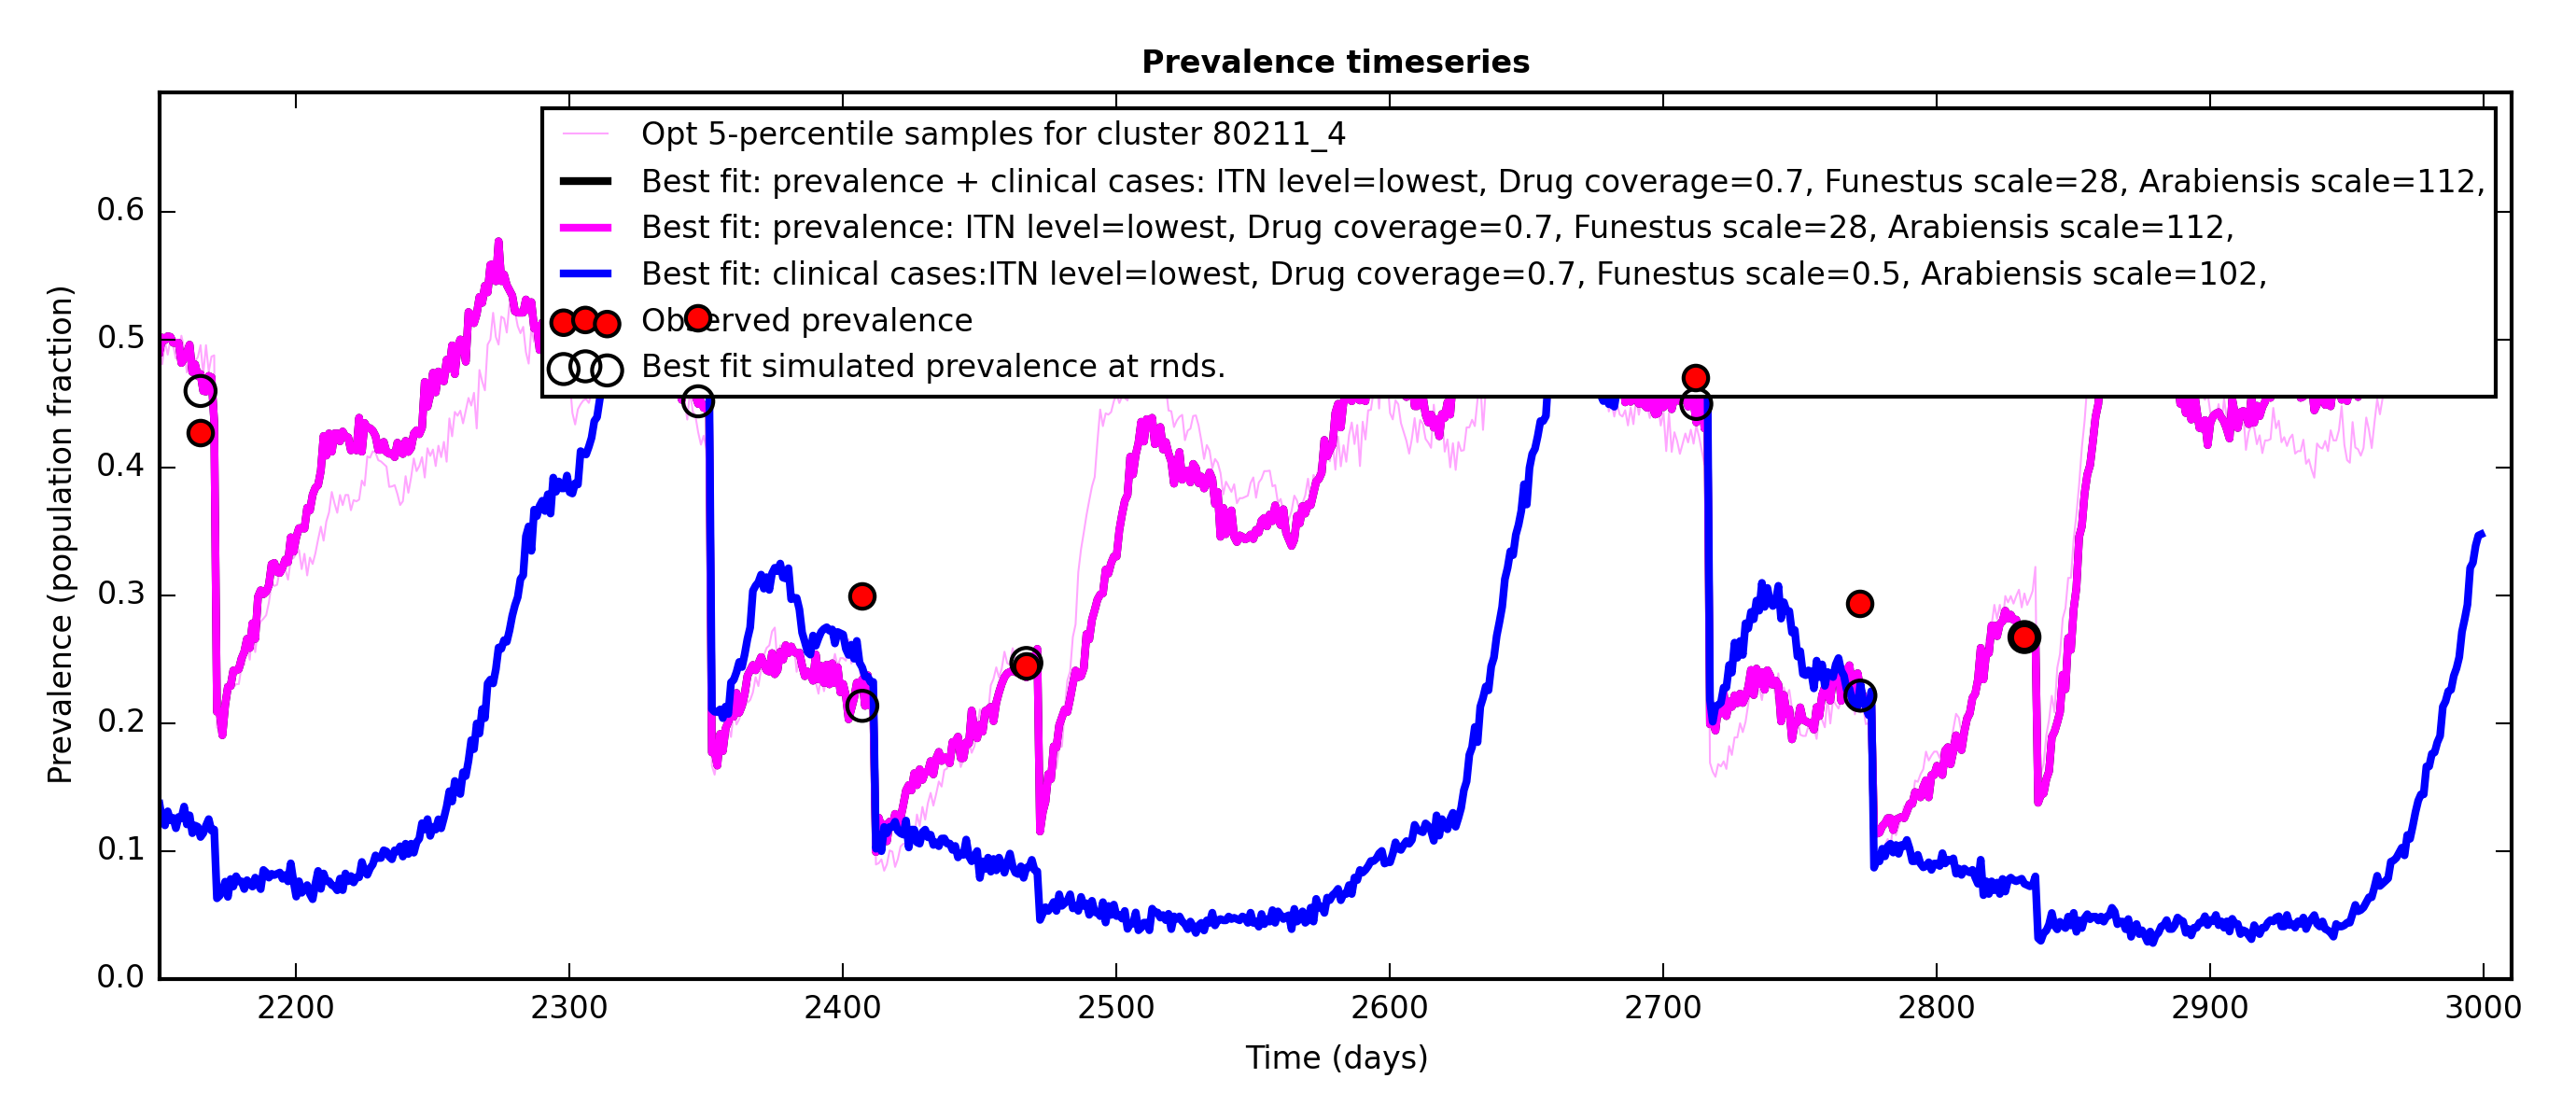 Prevalence timeseries
Opt 5-percentile samples for cluster 80211_4
Best fit: prevalence + clinical cases: ITN level=lowest, Drug coverage=0.7, Funestus scale=28, Arabiensis scale=112,
Best fit: prevalence: ITN level=lowest, Drug coverage=0.7, Funestus scale=28, Arabiensis scale=112,
Best fit: clinical cases:ITN level=lowest, Drug coverage=0.7, Funestus scale=0.5, Arabiensis scale=102,
Observed prevalence
Best fit simulated prevalence at rnds.
Prevalence (population fraction)
0.6
0.5
0.4
0.3
0.2
0.1
0.0
2200 2300 2400 2500 2600 2700 2800 2900 3000
Time (days)